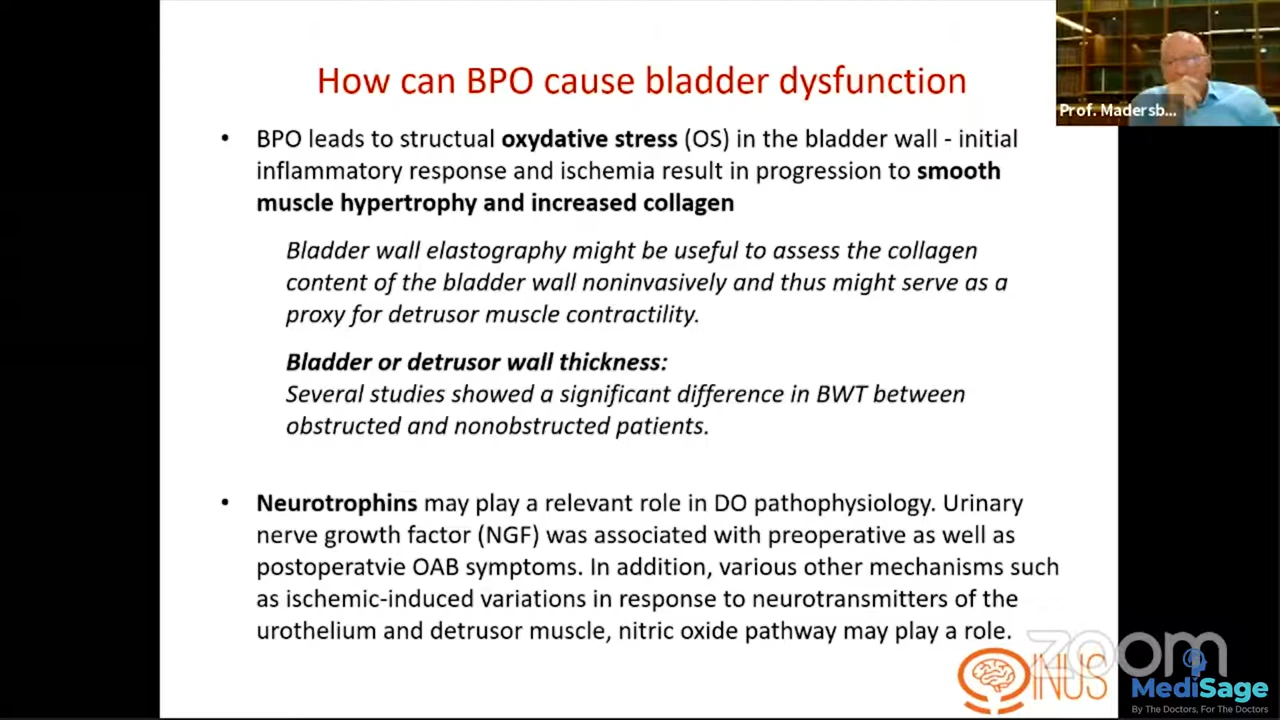 How can BPO cause bladder dysfunction
Prof. Madersb...
• BPO leads to structual oxydative stress (OS) in the bladder wall - initial
inflammatory response and ischemia result in progression to smooth
muscle hypertrophy and increased collagen
Bladder wall elastography might be useful to assess the collagen
content of the bladder wall noninvasively and thus might serve as a
proxy for detrusor muscle contractility.
Bladder or detrusor wall thickness:
Several studies showed a significant difference in BWT between
obstructed and nonobstructed patients.
• Neurotrophins may play a relevant role in DO pathophysiology. Urinary
nerve growth factor (NGF) was associated with preoperative as well as
postoperatvie OAB symptoms. In addition, various other mechanisms such
as ischemic-induced variations in response to neurotransmitters of the
urothelium and detrusor muscle, nitric oxide pathway may play a role.
zoom
INUS
MediSage
By The Doctors, For The Doctors